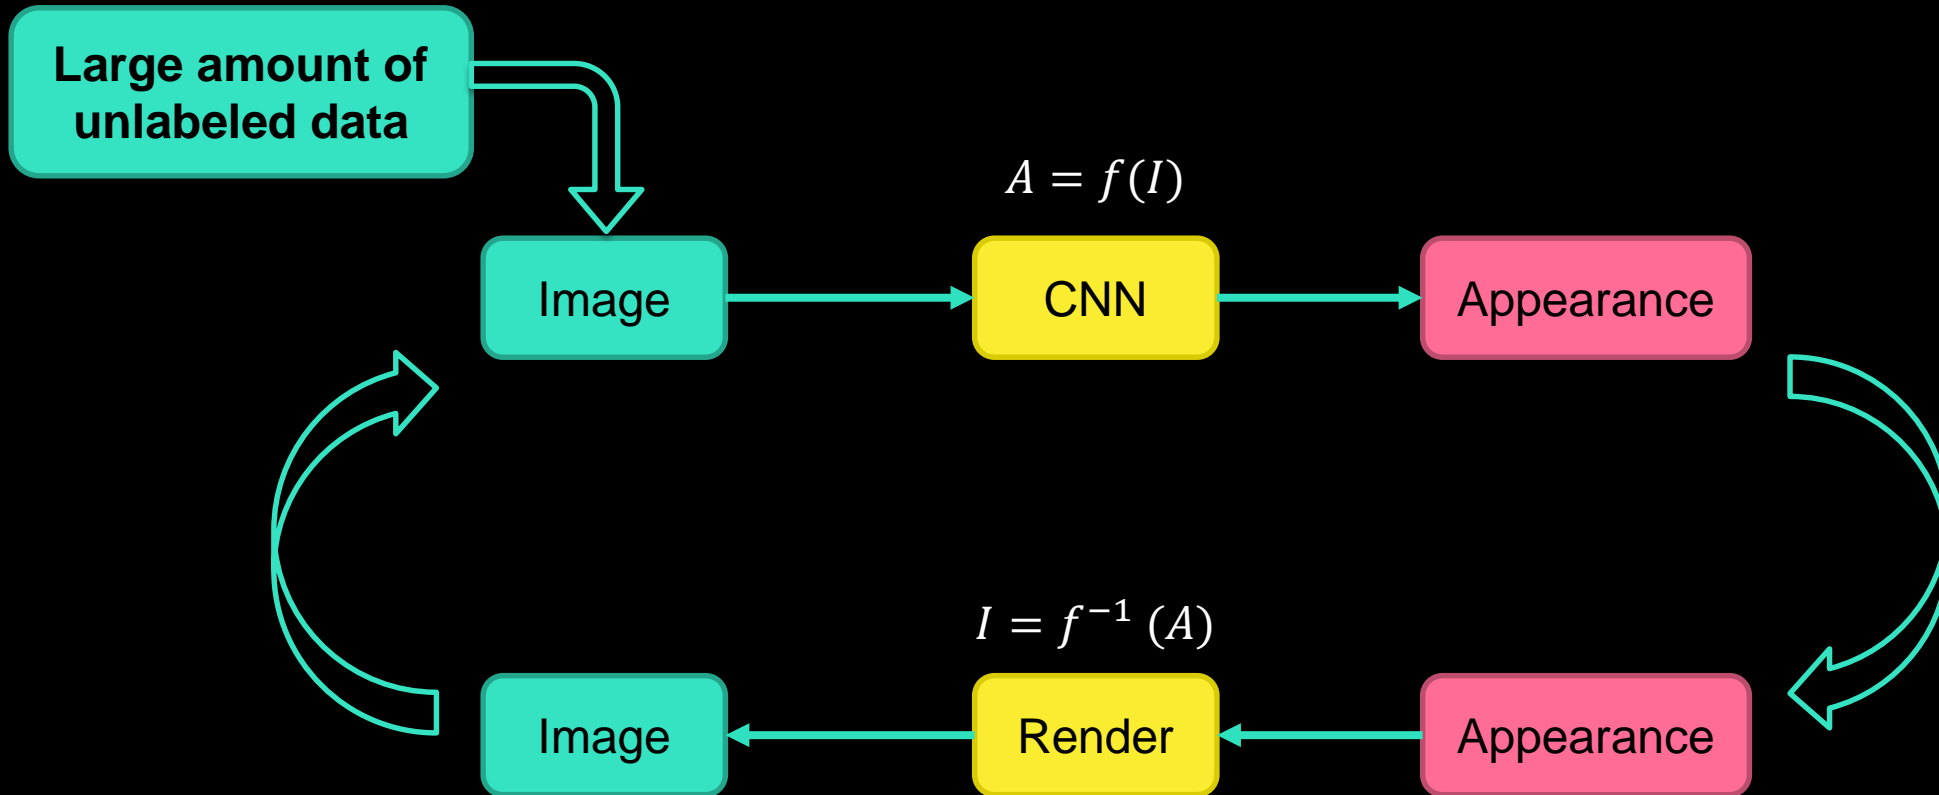 Large amount of
unlabeled data
A = f(I)
Image
CNN
Appearance
I = f⁻¹ (A)
Image
Render
Appearance